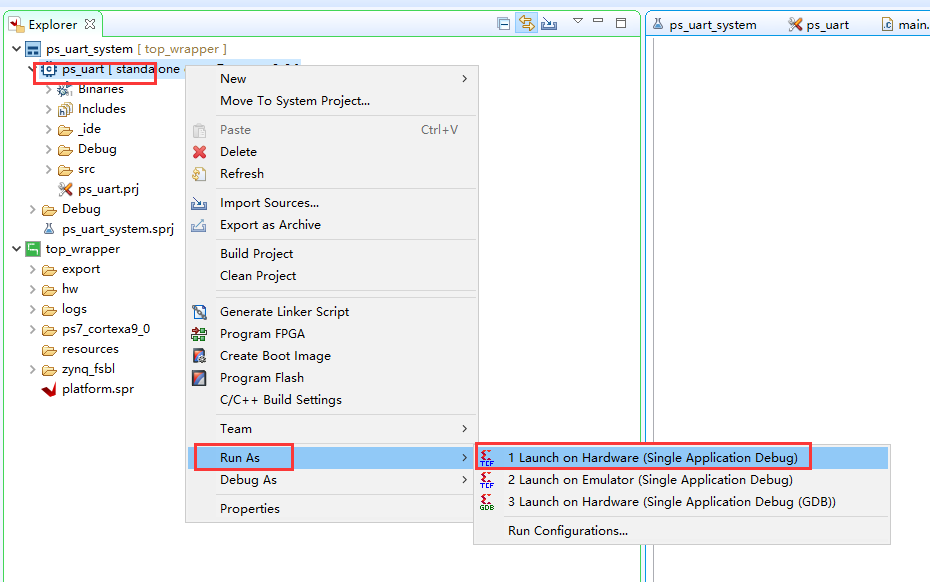 Explorer
ps_uart_system [ top_wrapper ]
ps_uart [ standalone
Binaries
Includes
_ide
Debug
src
ps_uart.prj
Debug
ps_uart_system.sprj
top_wrapper
export
hw
logs
ps7_cortexa9_0
resources
zynq_fsbl
platform.spr
New
Move To System Project...
Paste Ctrl+V
Delete
Refresh
Import Sources...
Export as Archive
Build Project
Clean Project
Generate Linker Script
Program FPGA
Create Boot Image
Program Flash
C/C++ Build Settings
Team
Run As
Debug As
Properties
TCF 1 Launch on Hardware (Single Application Debug)
TCF 2 Launch on Emulator (Single Application Debug)
GDB 3 Launch on Hardware (Single Application Debug (GDB))
Run Configurations...
ps_uart_system ps_uart main.